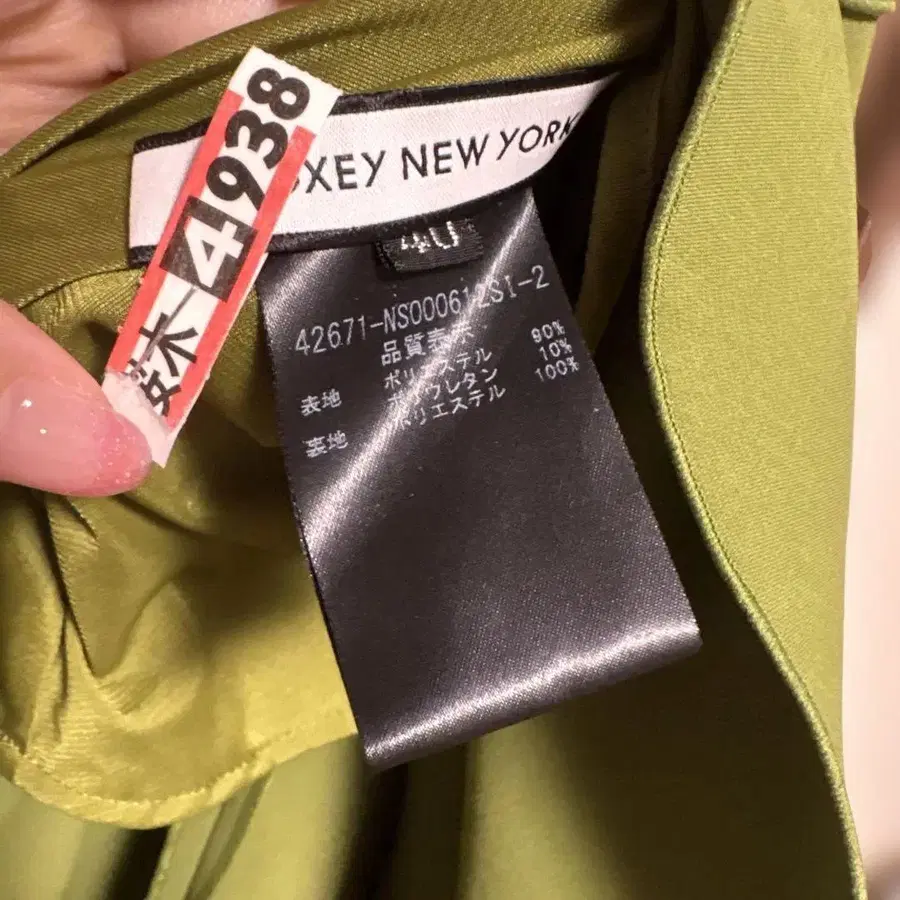 4938
XEY NEW YORK
40
42671-NS000612SI-2
品質表示
表地 ポリエステル 90%
ポリウレタン 10%
裏地 ポリエステル 100%